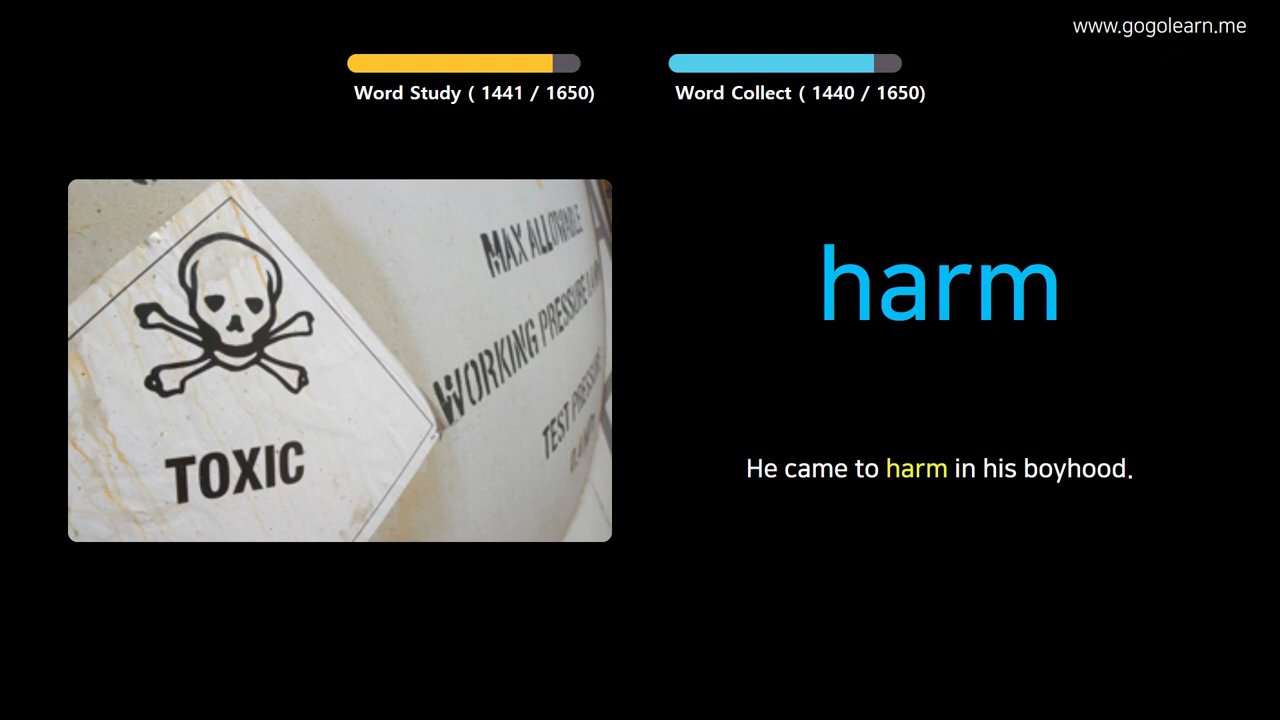 www.gogolearn.me
Word Study ( 1441 / 1650)
Word Collect ( 1440 / 1650)
MAX ALLOWABLE
WORKING PRESSURE
TEST PRESSURE
TOXIC
harm
He came to harm in his boyhood.